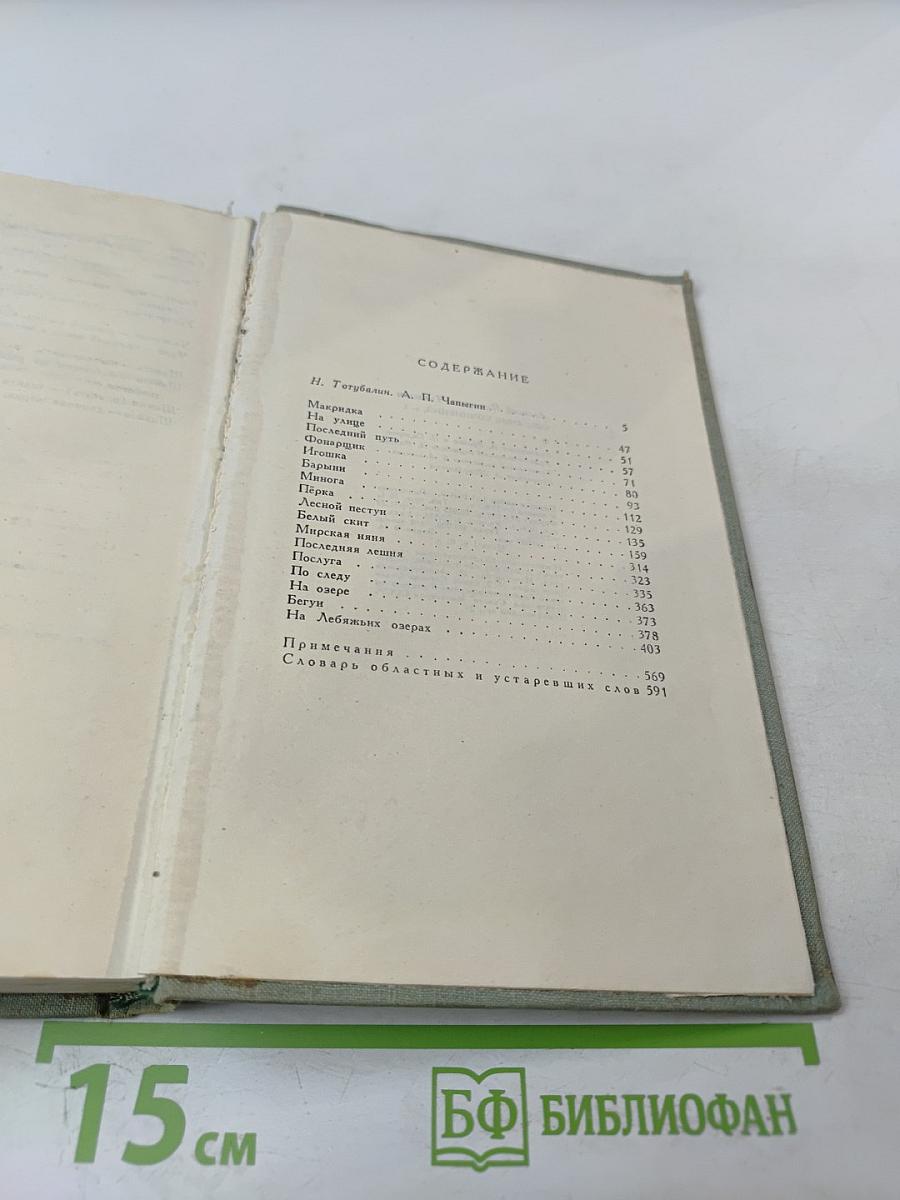 СОДЕРЖАНИЕ
Н. Тотубалин. А. П. Чапыгин 5
Макридка 47
На улице 51
Последний путь 57
Фонарщик 71
Игошка 80
Барыни 93
Минога 112
Пёрка 129
Лесной пестун 135
Белый скит 159
Мирская няня 314
Последняя лешня 323
Послуга 335
По следу 363
На озере 373
Бегун 378
На Лебяжьих озерах 403
Примечания 569
Словарь областных и устаревших слов 591
15 см
БФ БИБЛИОФАН